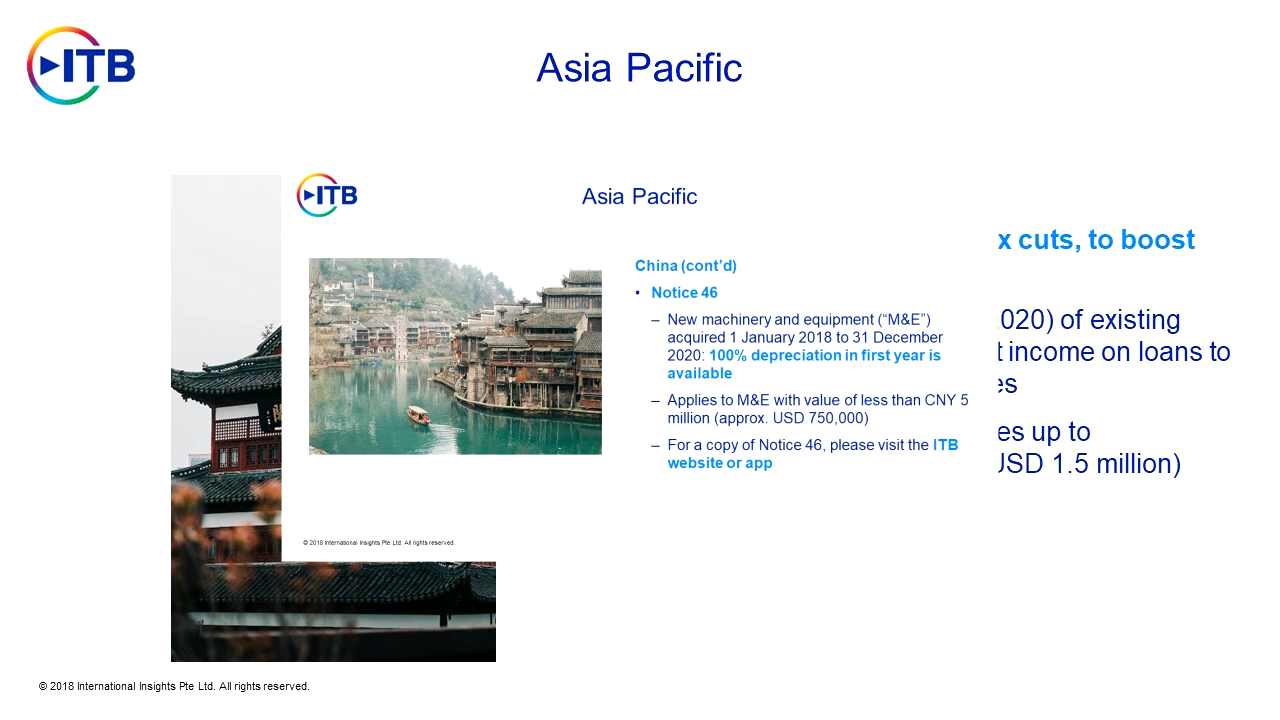 ITB
Asia Pacific
ITB
Asia Pacific
China (cont’d)
• Notice 46
– New machinery and equipment (“M&E”)
acquired 1 January 2018 to 31 December
2020: 100% depreciation in first year is
available
– Applies to M&E with value of less than CNY 5
million (approx. USD 750,000)
– For a copy of Notice 46, please visit the ITB
website or app
© 2018 International Insights Pte Ltd. All rights reserved.
x cuts, to boost
020) of existing
t income on loans to
es
es up to
USD 1.5 million)
© 2018 International Insights Pte Ltd. All rights reserved.